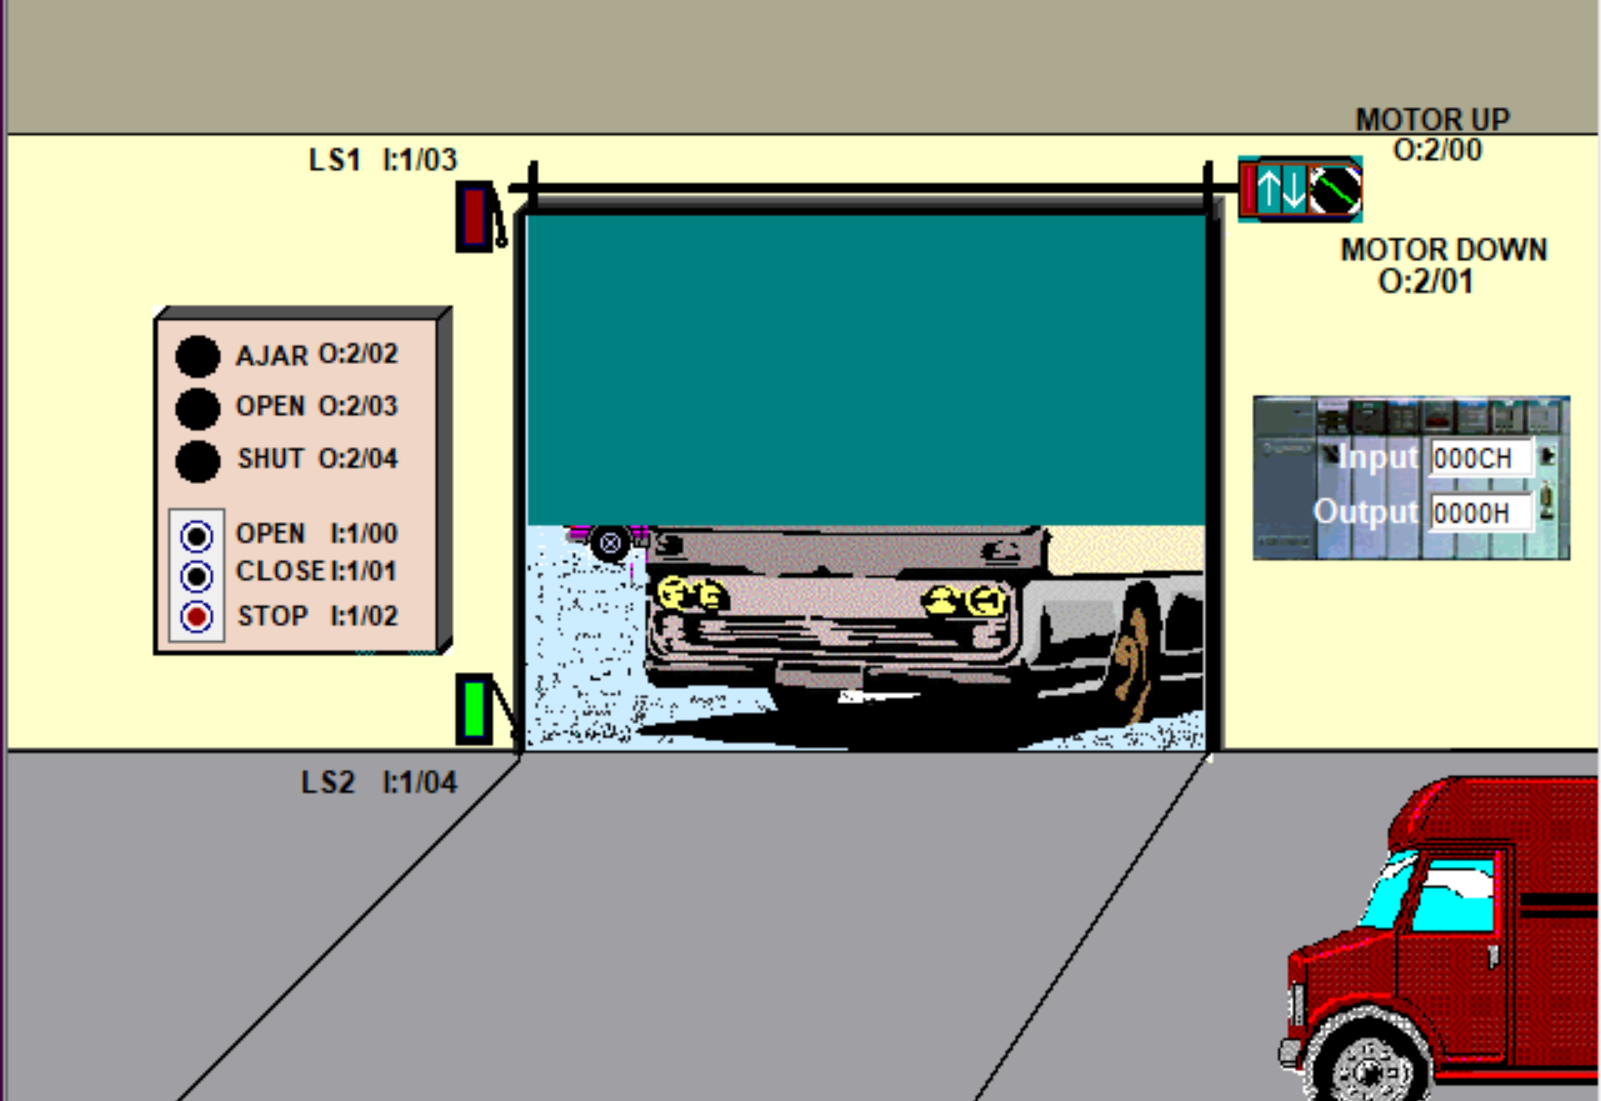 MOTOR UP
O:2/00
LS1 I:1/03
MOTOR DOWN
O:2/01
AJAR O:2/02
OPEN O:2/03
SHUT O:2/04
OPEN I:1/00
CLOSE I:1/01
STOP I:1/02
Input 000CH
Output 0000H
LS2 I:1/04